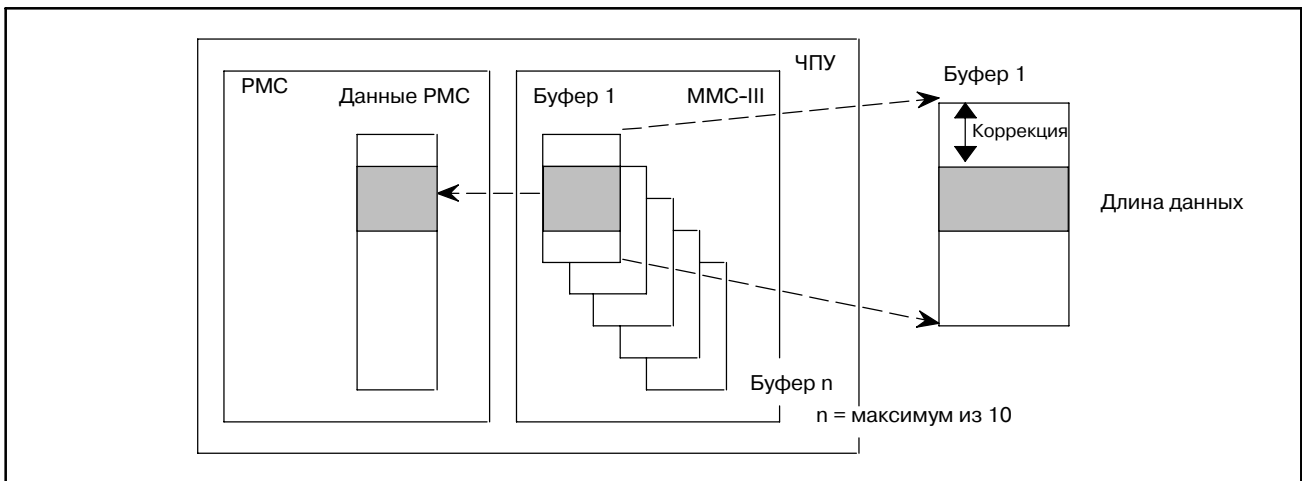 ЧПУ
PMC
Данные PMC
Буфер 1
MMC-III
Буфер 1
Коррекция
Длина данных
Буфер n
n = максимум из 10